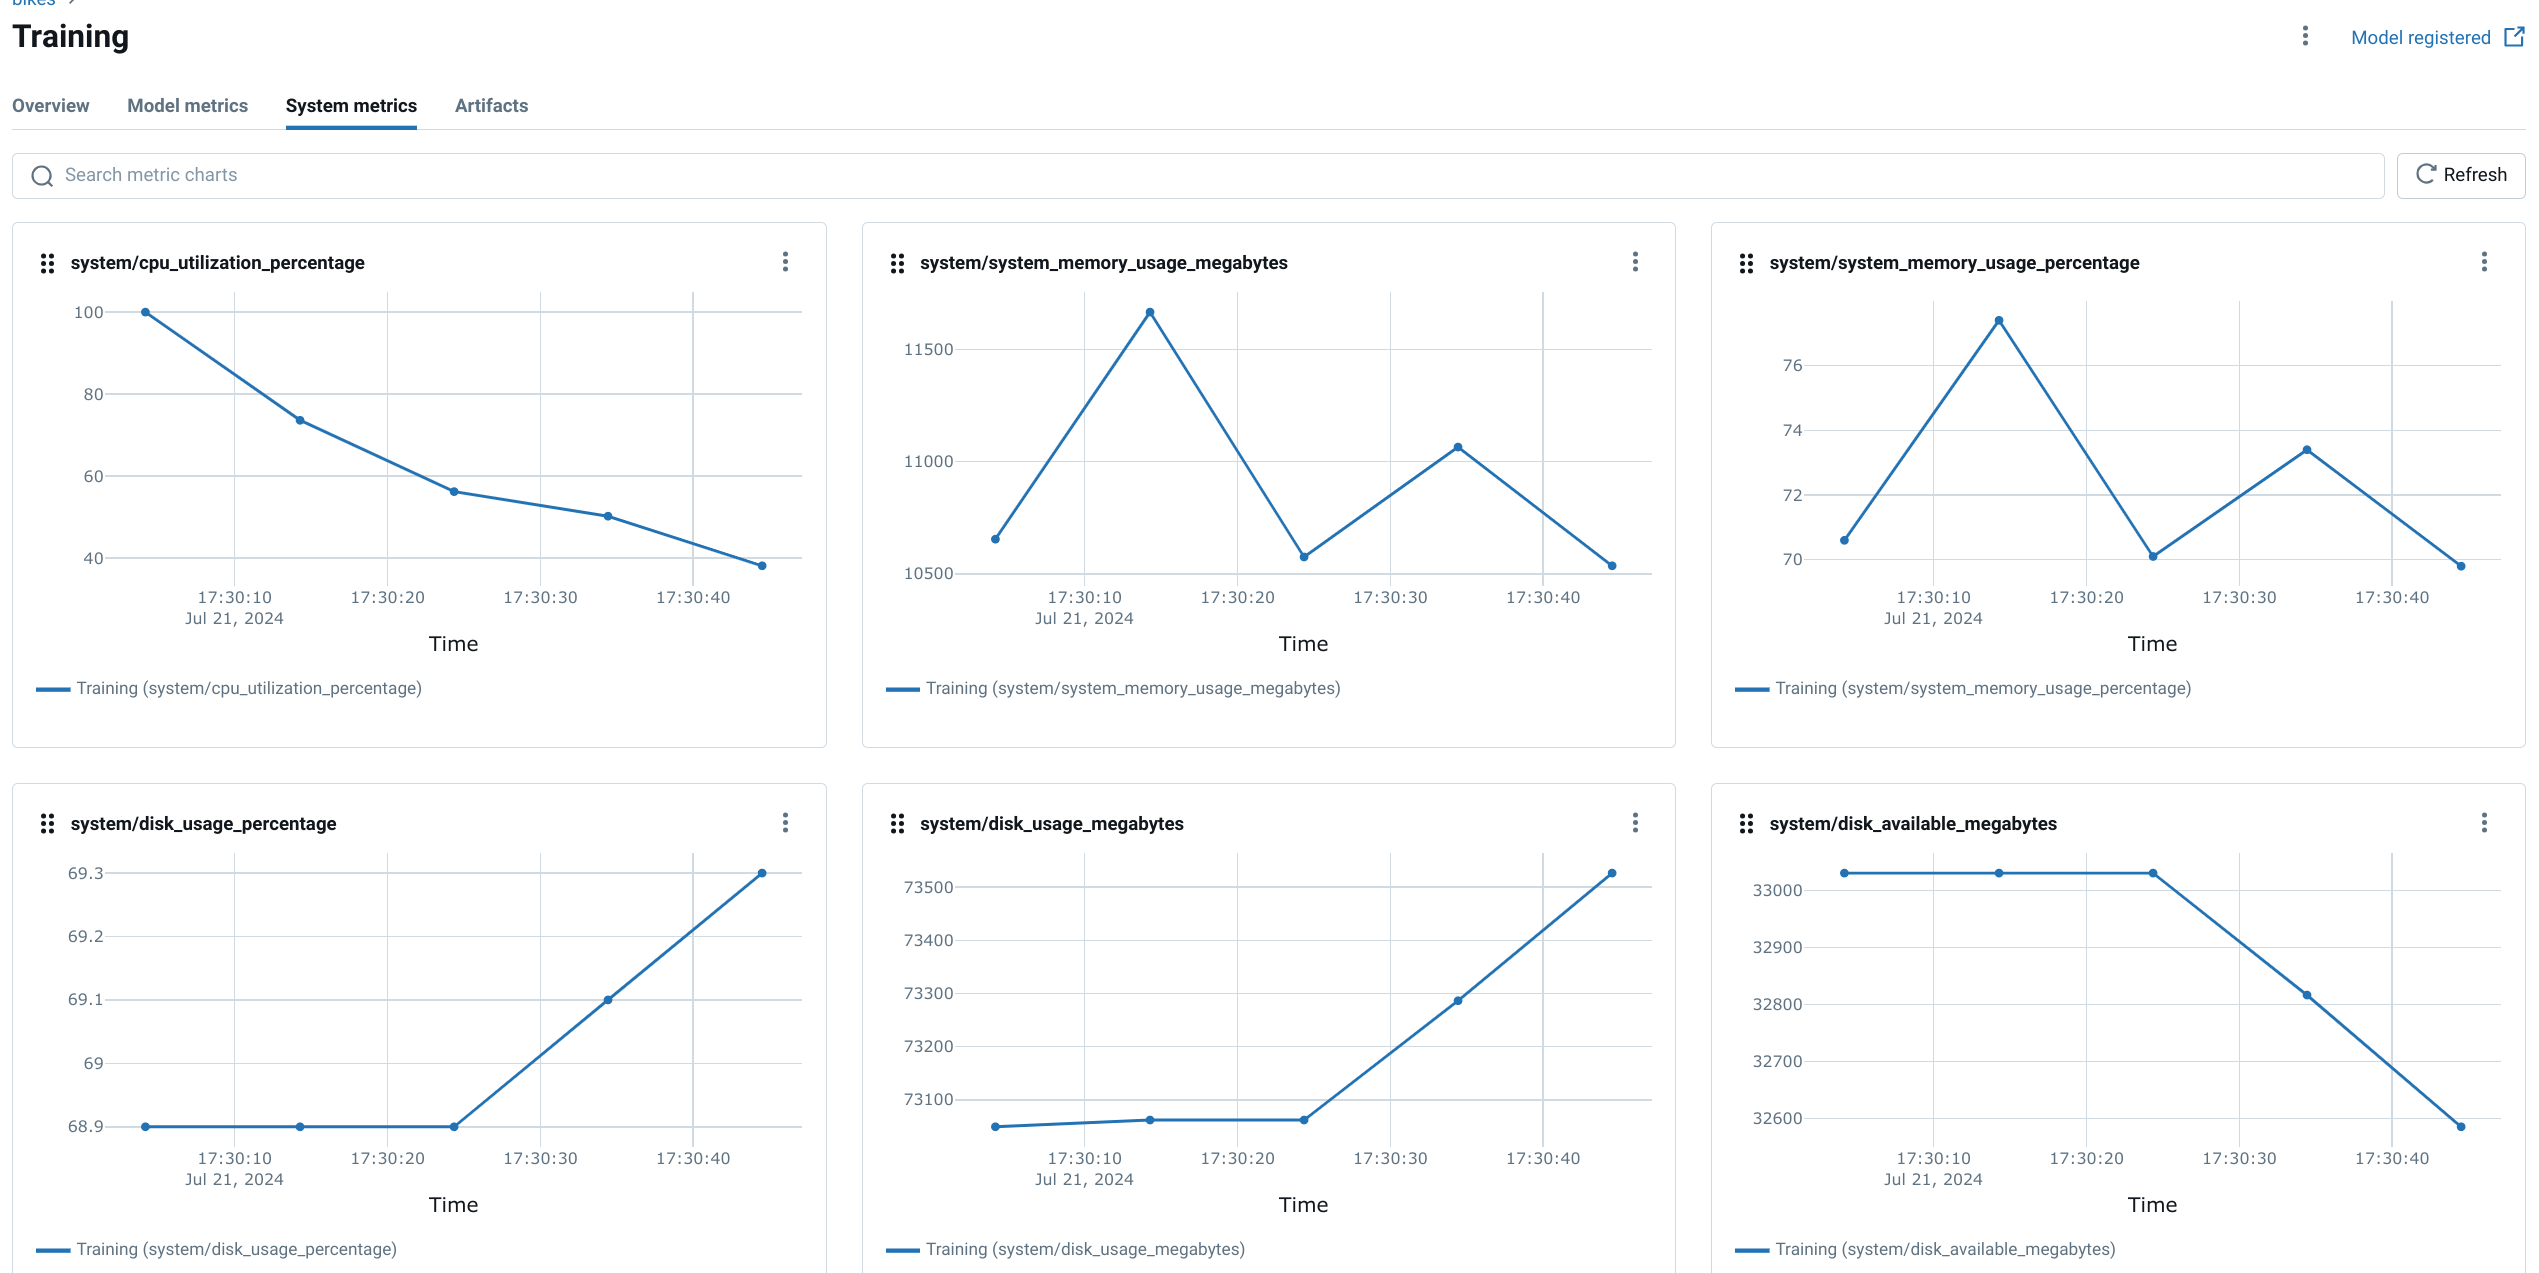 bikes >
Training
Model registered
Overview Model metrics System metrics Artifacts
Search metric charts
Refresh
system/cpu_utilization_percentage
100
80
60
40
17:30:10 17:30:20 17:30:30 17:30:40
Jul 21, 2024
Time
Training (system/cpu_utilization_percentage)
system/system_memory_usage_megabytes
11500
11000
10500
17:30:10 17:30:20 17:30:30 17:30:40
Jul 21, 2024
Time
Training (system/system_memory_usage_megabytes)
system/system_memory_usage_percentage
76
74
72
70
17:30:10 17:30:20 17:30:30 17:30:40
Jul 21, 2024
Time
Training (system/system_memory_usage_percentage)
system/disk_usage_percentage
69.3
69.2
69.1
69
68.9
17:30:10 17:30:20 17:30:30 17:30:40
Jul 21, 2024
Time
Training (system/disk_usage_percentage)
system/disk_usage_megabytes
73500
73400
73300
73200
73100
17:30:10 17:30:20 17:30:30 17:30:40
Jul 21, 2024
Time
Training (system/disk_usage_megabytes)
system/disk_available_megabytes
33000
32900
32800
32700
32600
17:30:10 17:30:20 17:30:30 17:30:40
Jul 21, 2024
Time
Training (system/disk_available_megabytes)